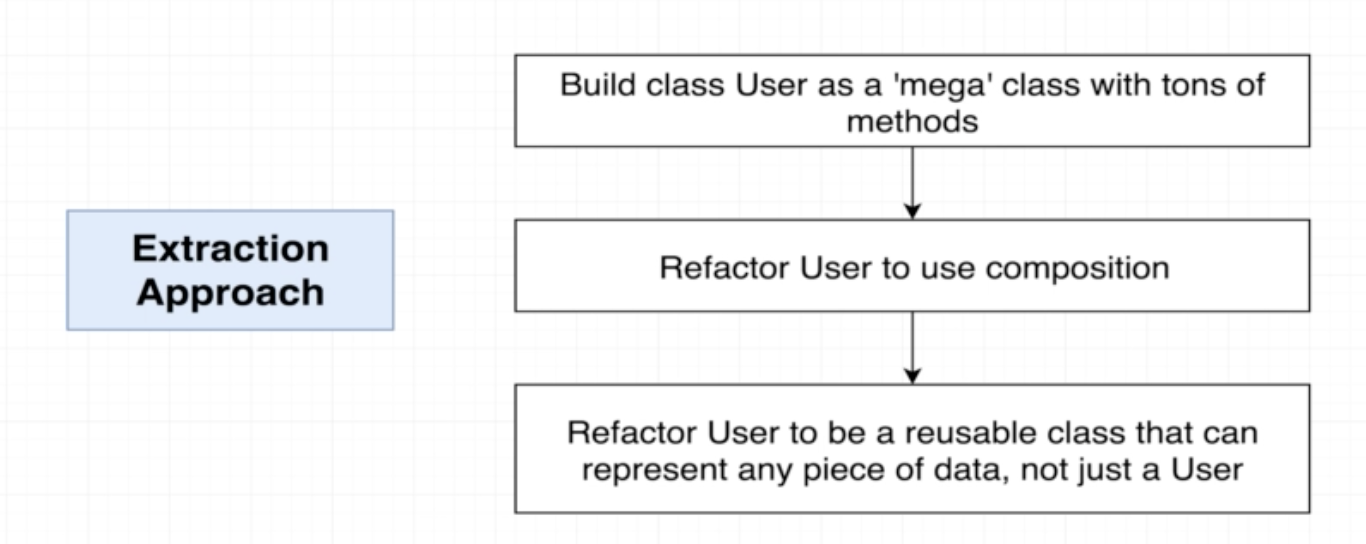 Build class User as a 'mega' class with tons of
methods
Extraction
Approach
Refactor User to use composition
Refactor User to be a reusable class that can
represent any piece of data, not just a User